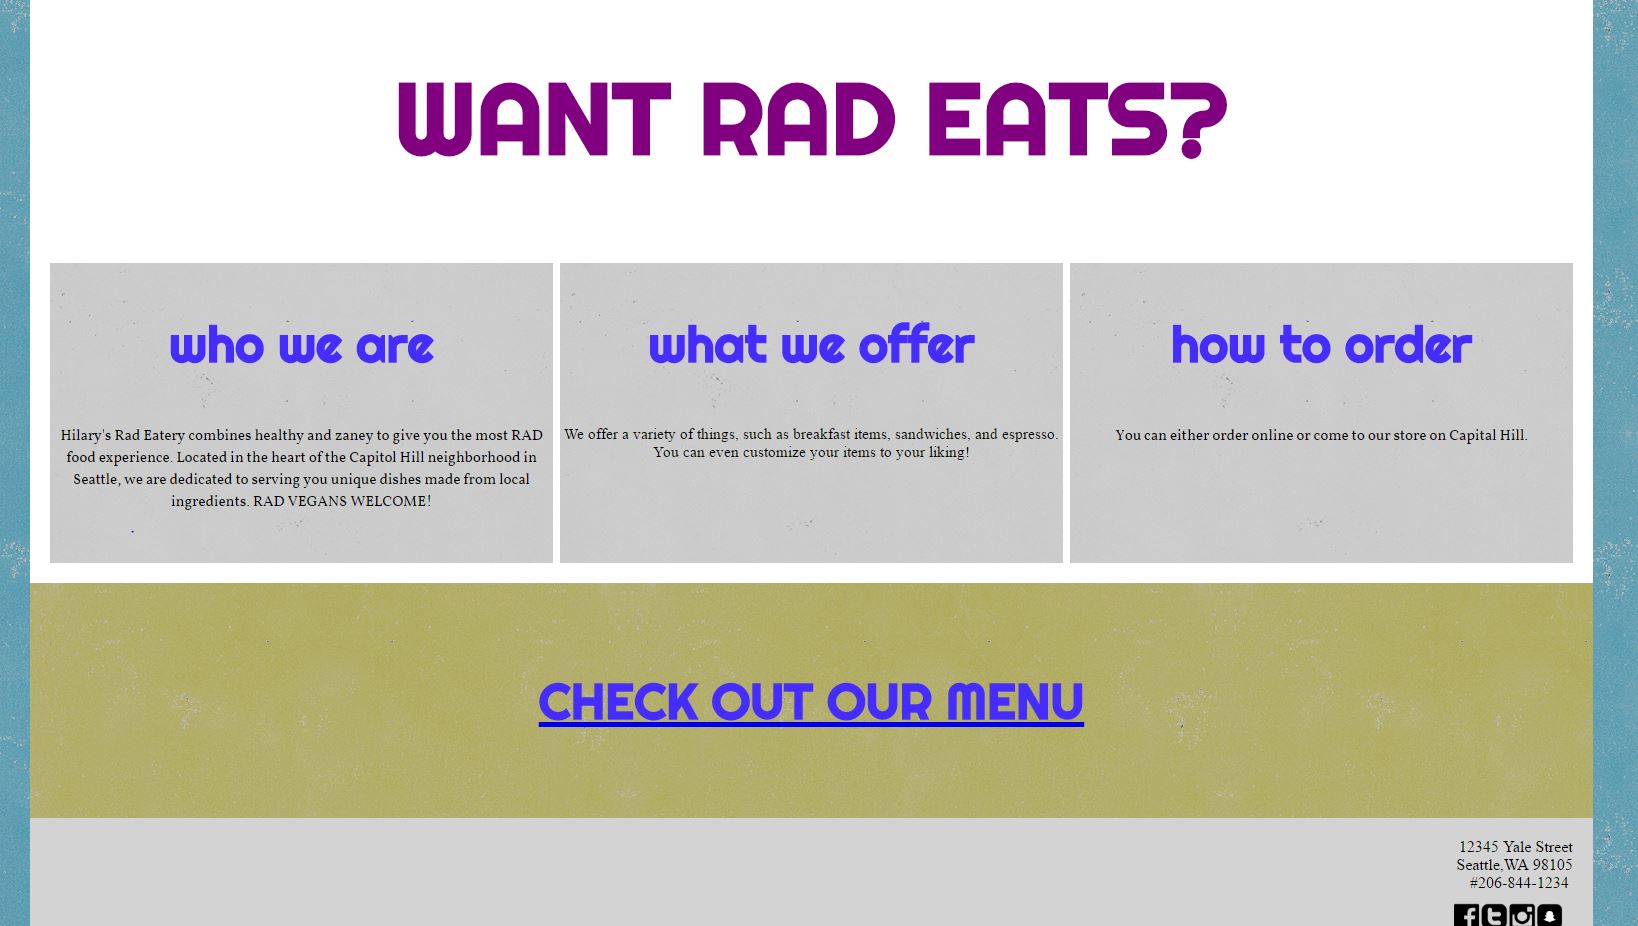 WANT RAD EATS?
who we are
Hilary's Rad Eatery combines healthy and zaney to give you the most RAD
food experience. Located in the heart of the Capitol Hill neighborhood in
Seattle, we are dedicated to serving you unique dishes made from local
ingredients. RAD VEGANS WELCOME!
what we offer
We offer a variety of things, such as breakfast items, sandwiches, and espresso.
You can even customize your items to your liking!
how to order
You can either order online or come to our store on Capital Hill.
CHECK OUT OUR MENU
12345 Yale Street
Seattle,WA 98105
#206-844-1234